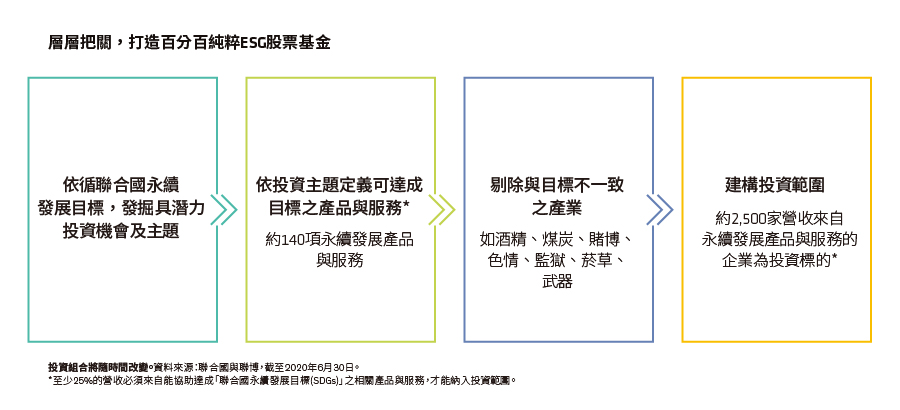 層層把關，打造百分百純粹ESG股票基金
依循聯合國永續
發展目標，發掘具潛力
投資機會及主題
依投資主題定義可達成
目標之產品與服務*
約140項永續發展產品
與服務
剔除與目標不一致
之產業
如酒精、煤炭、賭博、
色情、監獄、菸草、
武器
建構投資範圍
約2,500家營收來自
永續發展產品與服務的
企業為投資標的*
投資組合將隨時間改變。資料來源：聯合國與聯博，截至2020年6月30日。
*至少25%的營收必須來自能協助達成「聯合國永續發展目標(SDGs)」之相關產品與服務，才能納入投資範圍。